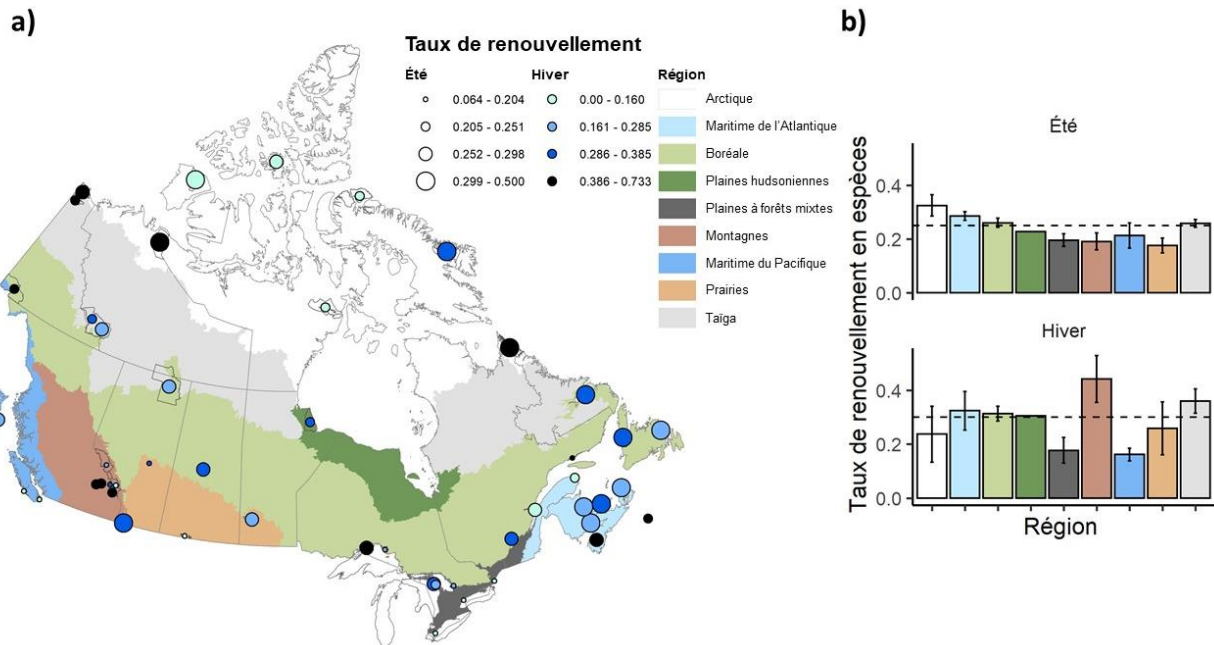 a)
Taux de renouvellement
Été Hiver Région
0.064 - 0.204 0.00 - 0.160 Arctique
0.205 - 0.251 0.161 - 0.285 Maritime de l'Atlantique
0.252 - 0.298 0.286 - 0.385 Boréale
0.299 - 0.500 0.386 - 0.733 Plaines hudsoniennes
Plaines à forêts mixtes
Montagnes
Maritime du Pacifique
Prairies
Taïga
b)
Taux de renouvellement en espèces
Été
0.4
0.2
0.0
Hiver
0.4
0.2
0.0
Région